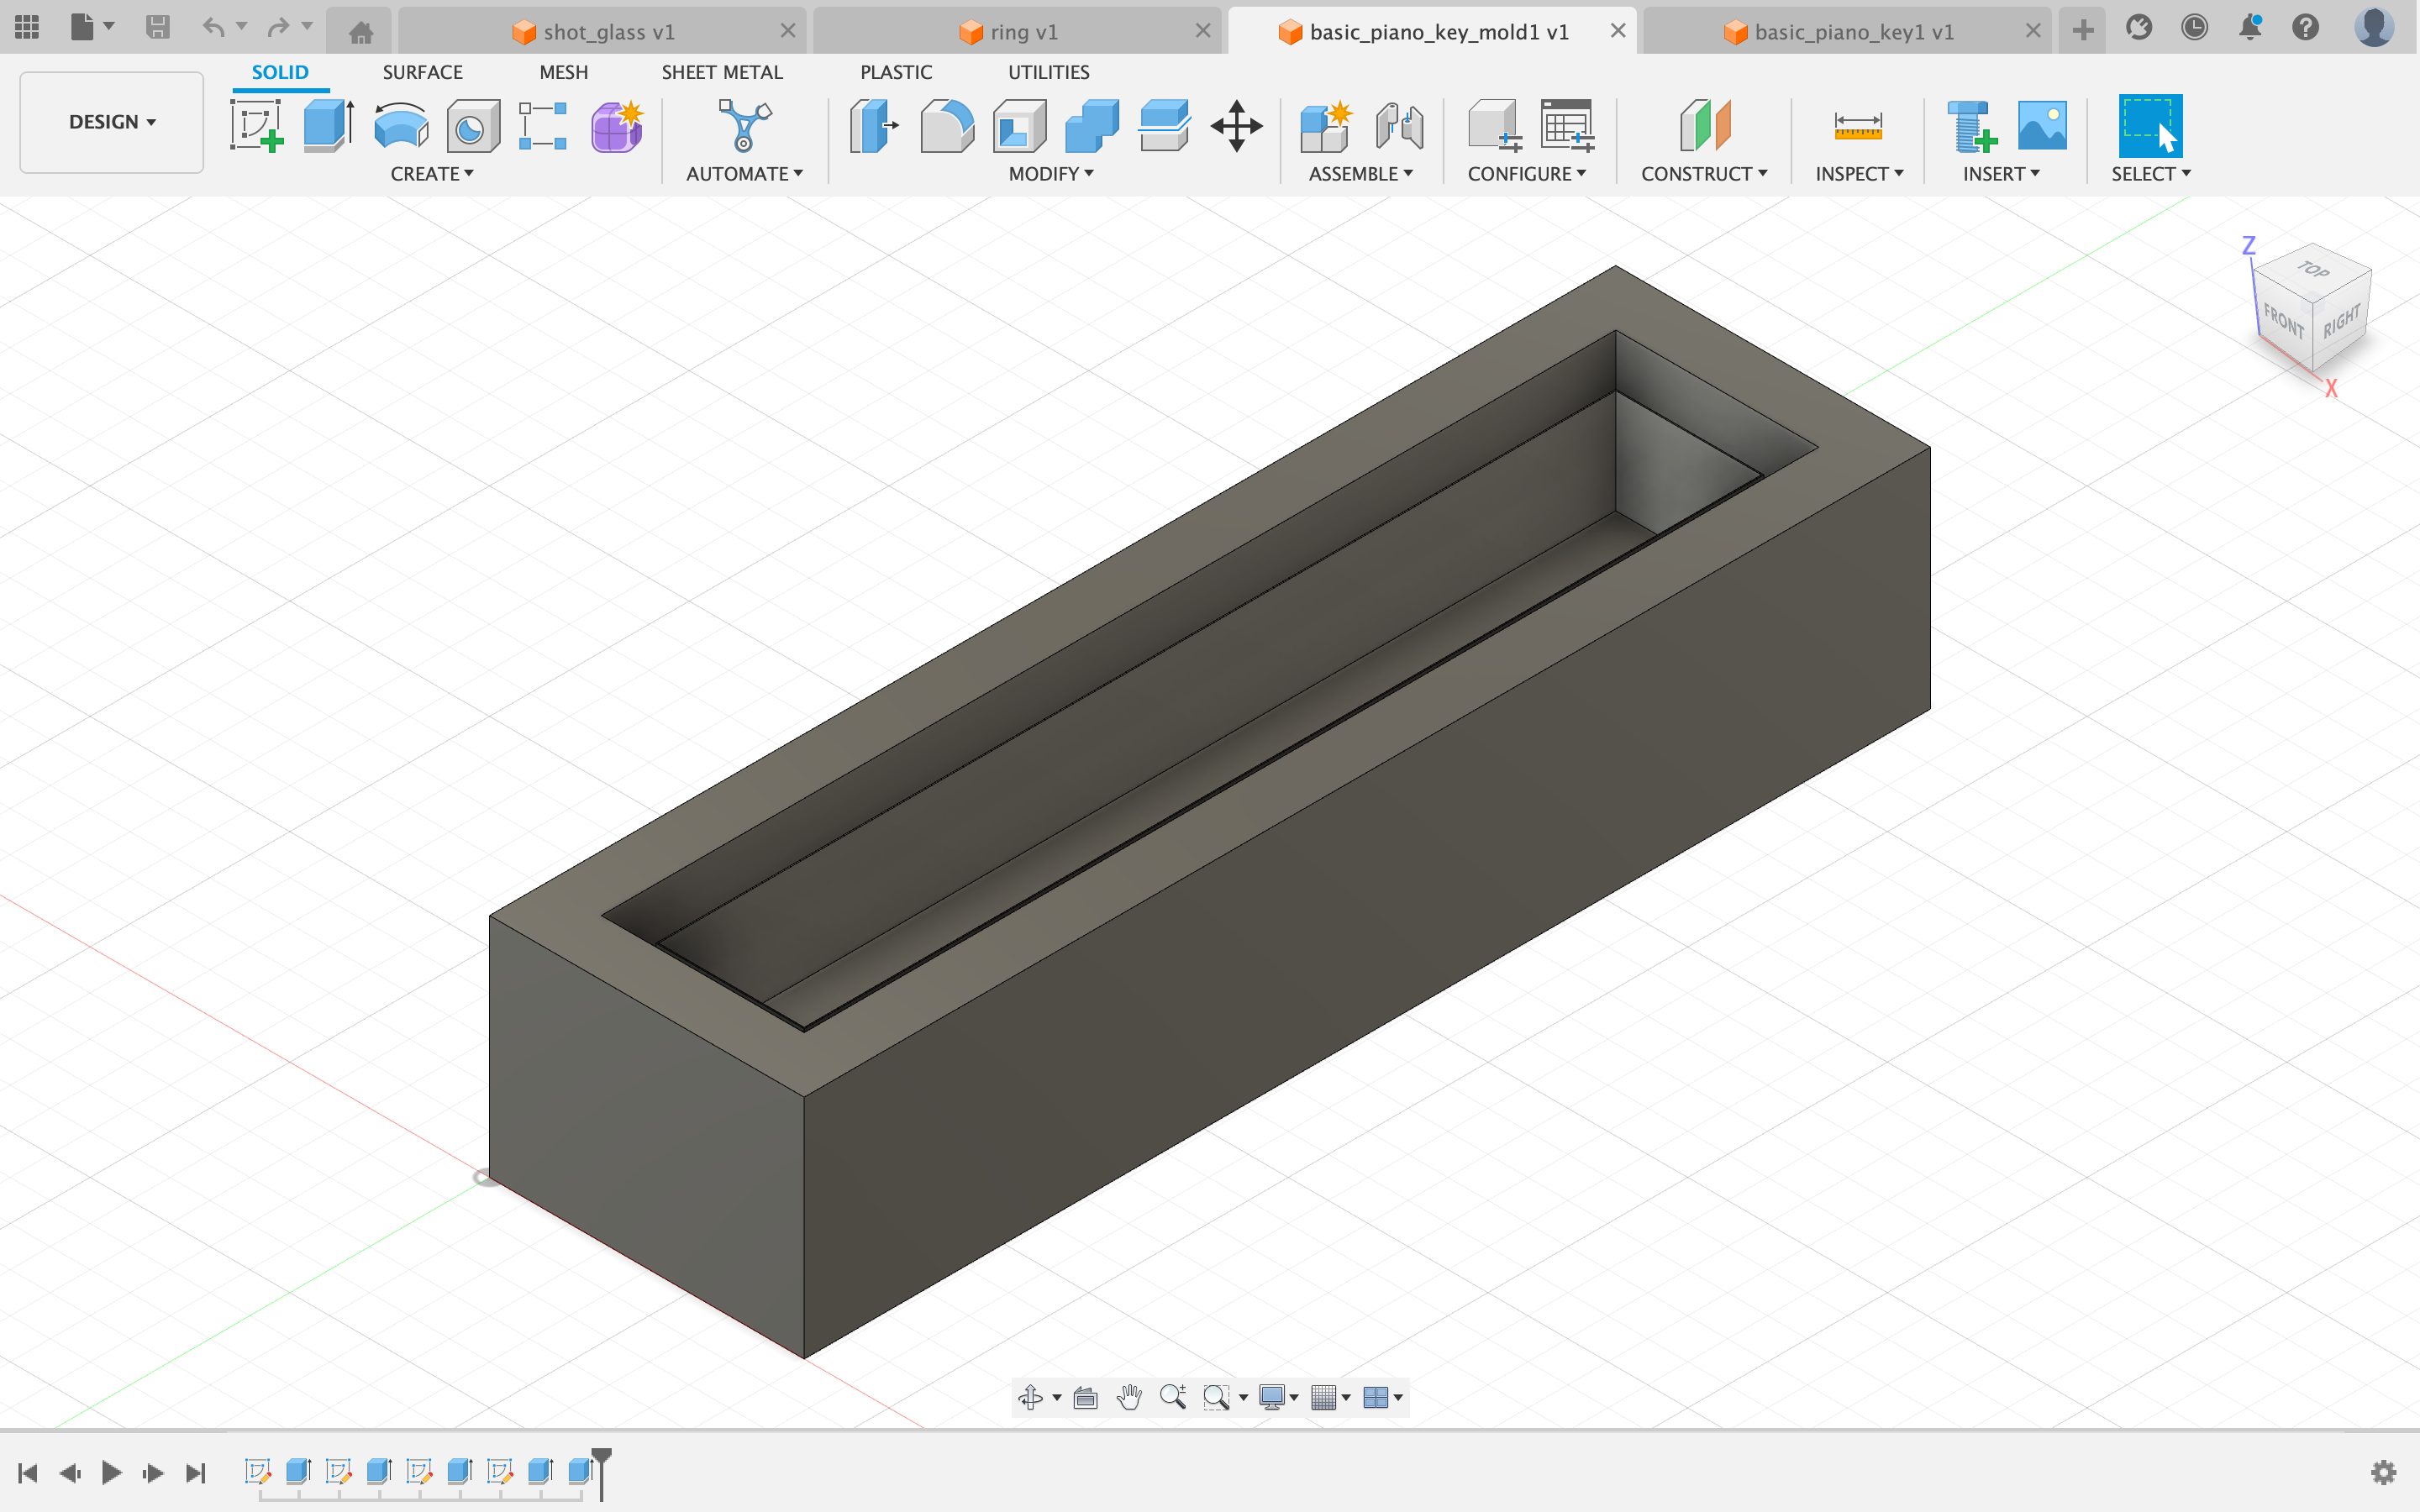 shot_glass v1
ring v1
basic_piano_key_mold1 v1
basic_piano_key1 v1
SOLID SURFACE MESH SHEET METAL PLASTIC UTILITIES
DESIGN
CREATE AUTOMATE MODIFY ASSEMBLE CONFIGURE CONSTRUCT INSPECT INSERT SELECT
Z
TOP
FRONT RIGHT
X